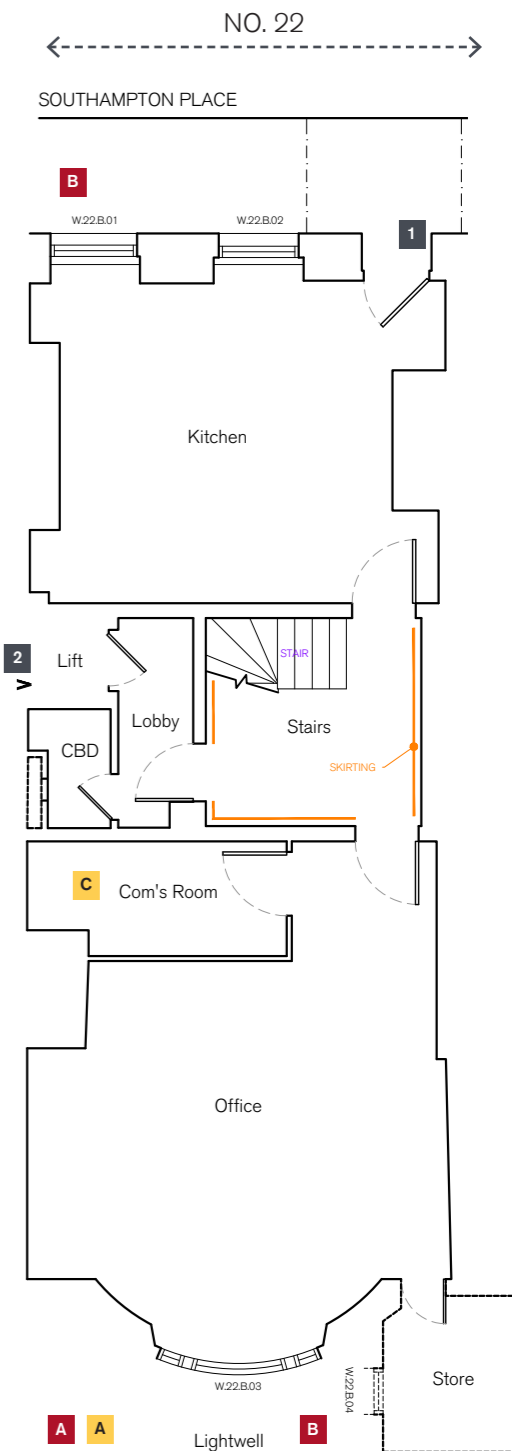 NO. 22
SOUTHAMPTON PLACE
B
W.22.B.01
W.22.B.02
1
Kitchen
2
Lift
STAIR
Lobby
Stairs
CBD
SKIRTING
C
Com's Room
Office
W.22.B.03
W.22.B.04
Store
A
A
Lightwell
B